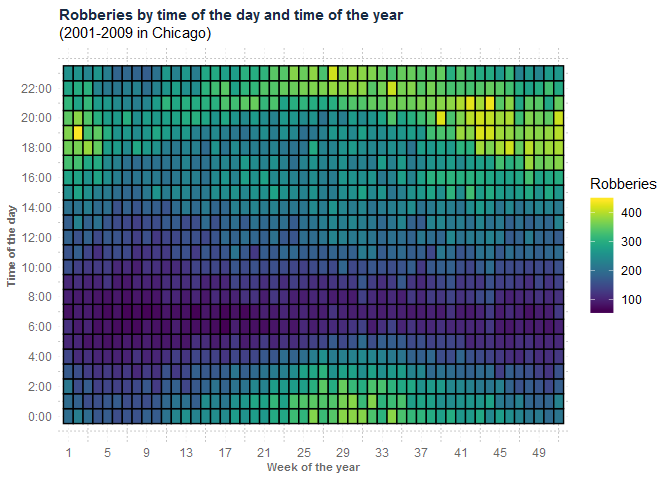 Robberies by time of the day and time of the year
(2001-2009 in Chicago)
22:00
20:00
18:00
16:00
14:00
12:00
10:00
8:00
6:00
4:00
2:00
0:00
Time of the day
1 5 9 13 17 21 25 29 33 37 41 45 49
Week of the year
Robberies
400
300
200
100